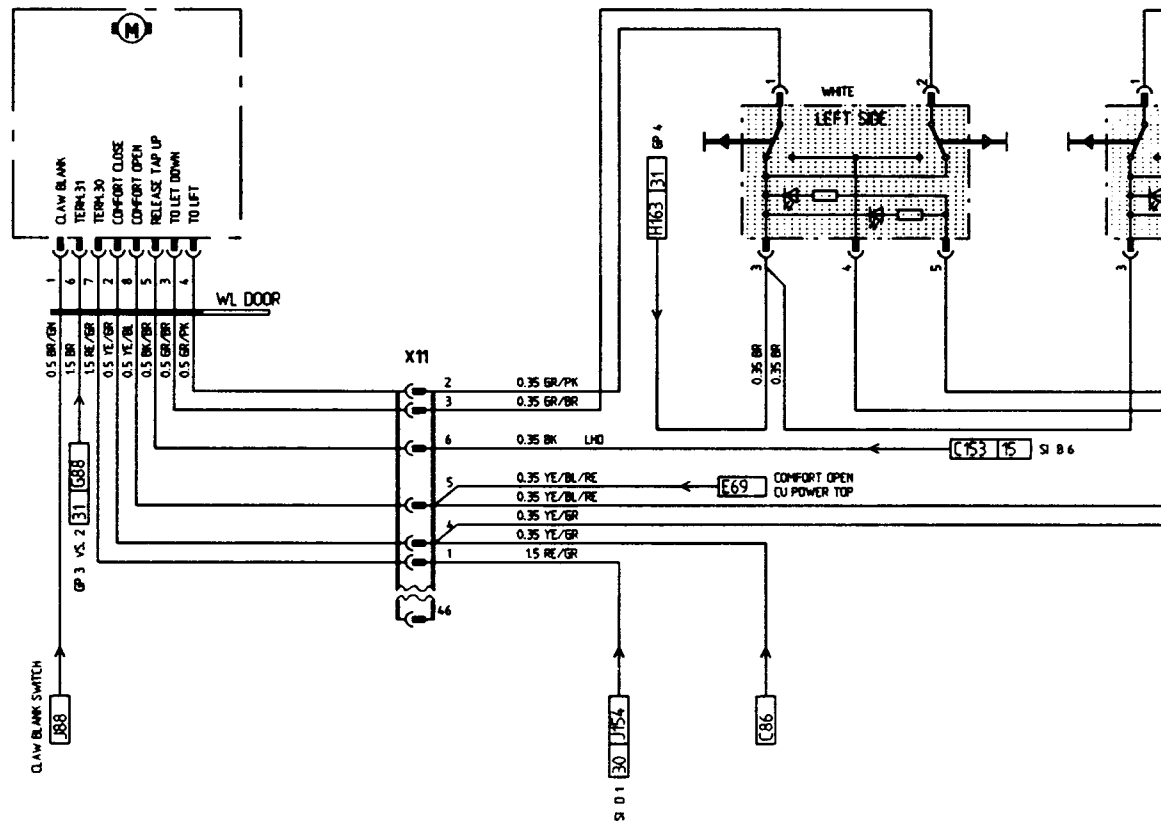 M
CLAW BLANK
TERM.31
TERM.30
COMFORT CLOSE
COMFORT OPEN
RELEASE TAP UP
TO LET DOWN
TO LIFT
1
6
7
2
8
5
3
4
WL DOOR
0.5 BR/GN
1.5 BR
1.5 RE/GR
0.5 YE/GR
0.5 YE/BL
0.5 BK/BR
0.5 GR/BR
0.5 GR/PK
GP 3 VS. 2 31 G88
CLAW BLANK SWITCH
J88
X11
2
3
6
5
4
1
46
0.35 GR/PK
0.35 GR/BR
0.35 BK LHD
0.35 YE/BL/RE
0.35 YE/BL/RE
0.35 YE/GR
0.35 YE/GR
1.5 RE/GR
E69
COMFORT OPEN
CU POWER TOP
C153 15 SI B 6
SI D 1 30 J154
C86
H163 31 GP 4
1
WHITE
2
LEFT SIDE
3
4
5
0.35 BR
0.35 BR
1
3